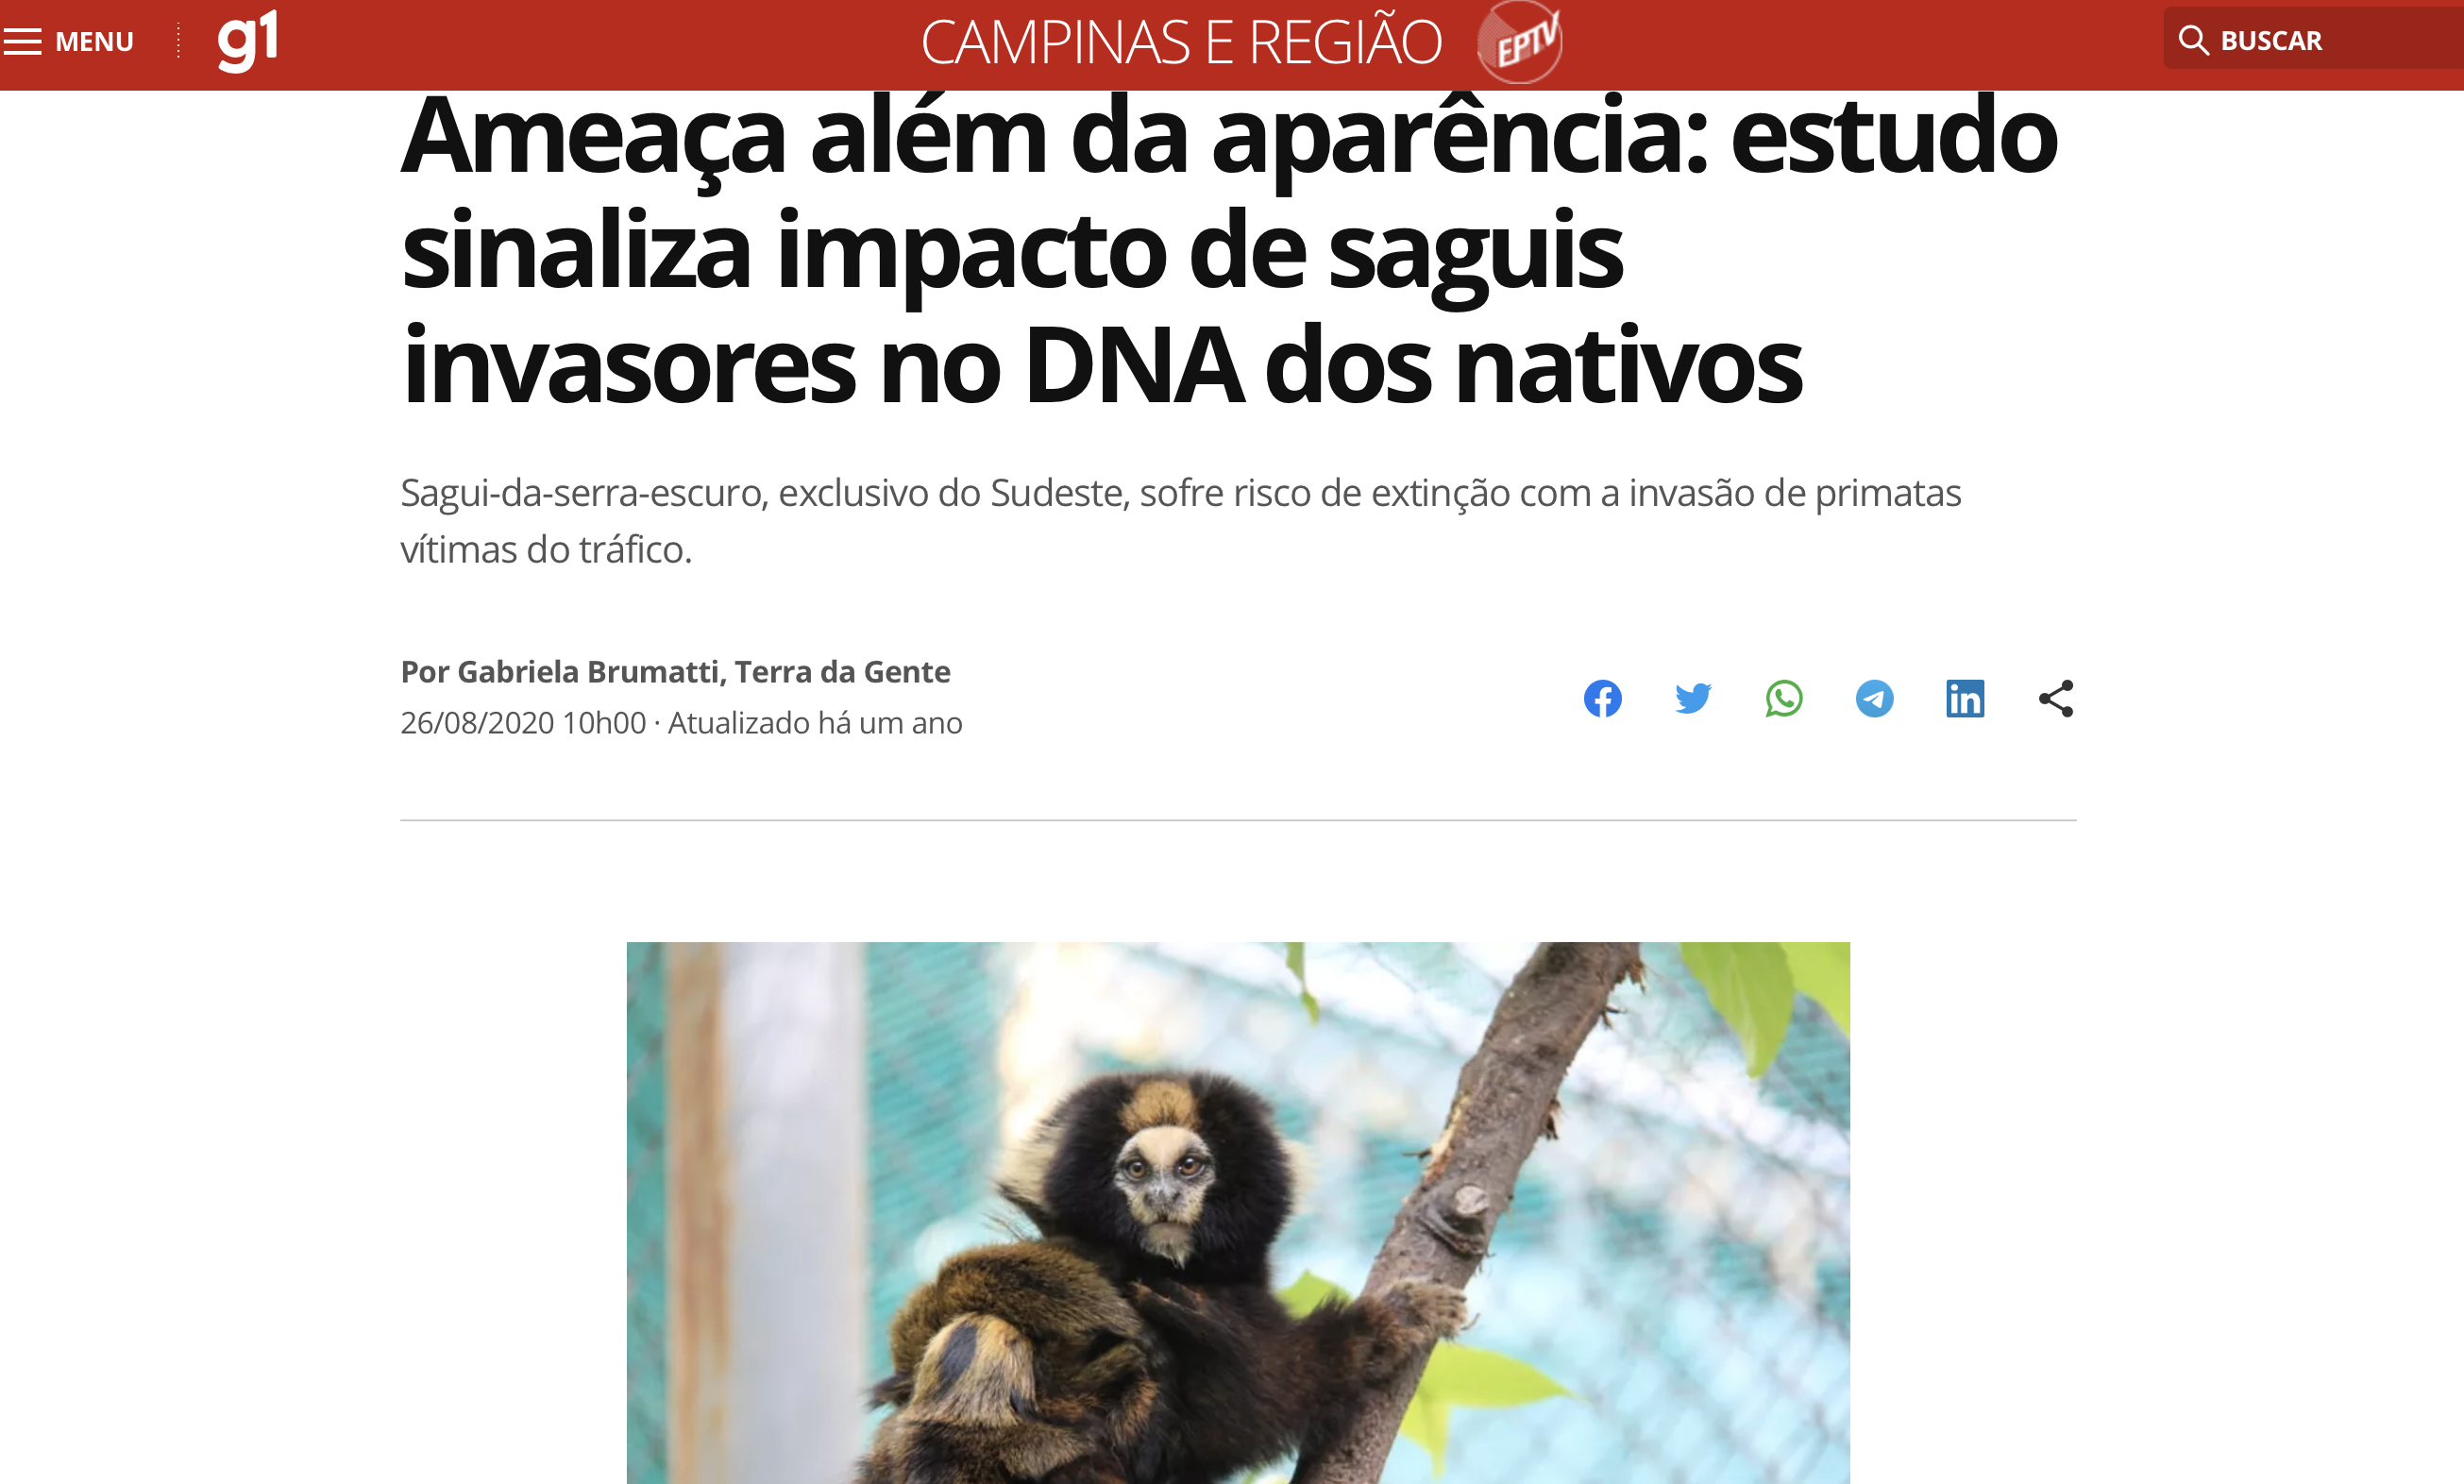 MENU
g1
CAMPINAS E REGIÃO
EPTV
BUSCAR
Ameaça além da aparência: estudo
sinaliza impacto de saguis
invasores no DNA dos nativos
Sagui-da-serra-escuro, exclusivo do Sudeste, sofre risco de extinção com a invasão de primatas
vítimas do tráfico.
Por Gabriela Brumatti, Terra da Gente
26/08/2020 10h00 · Atualizado há um ano